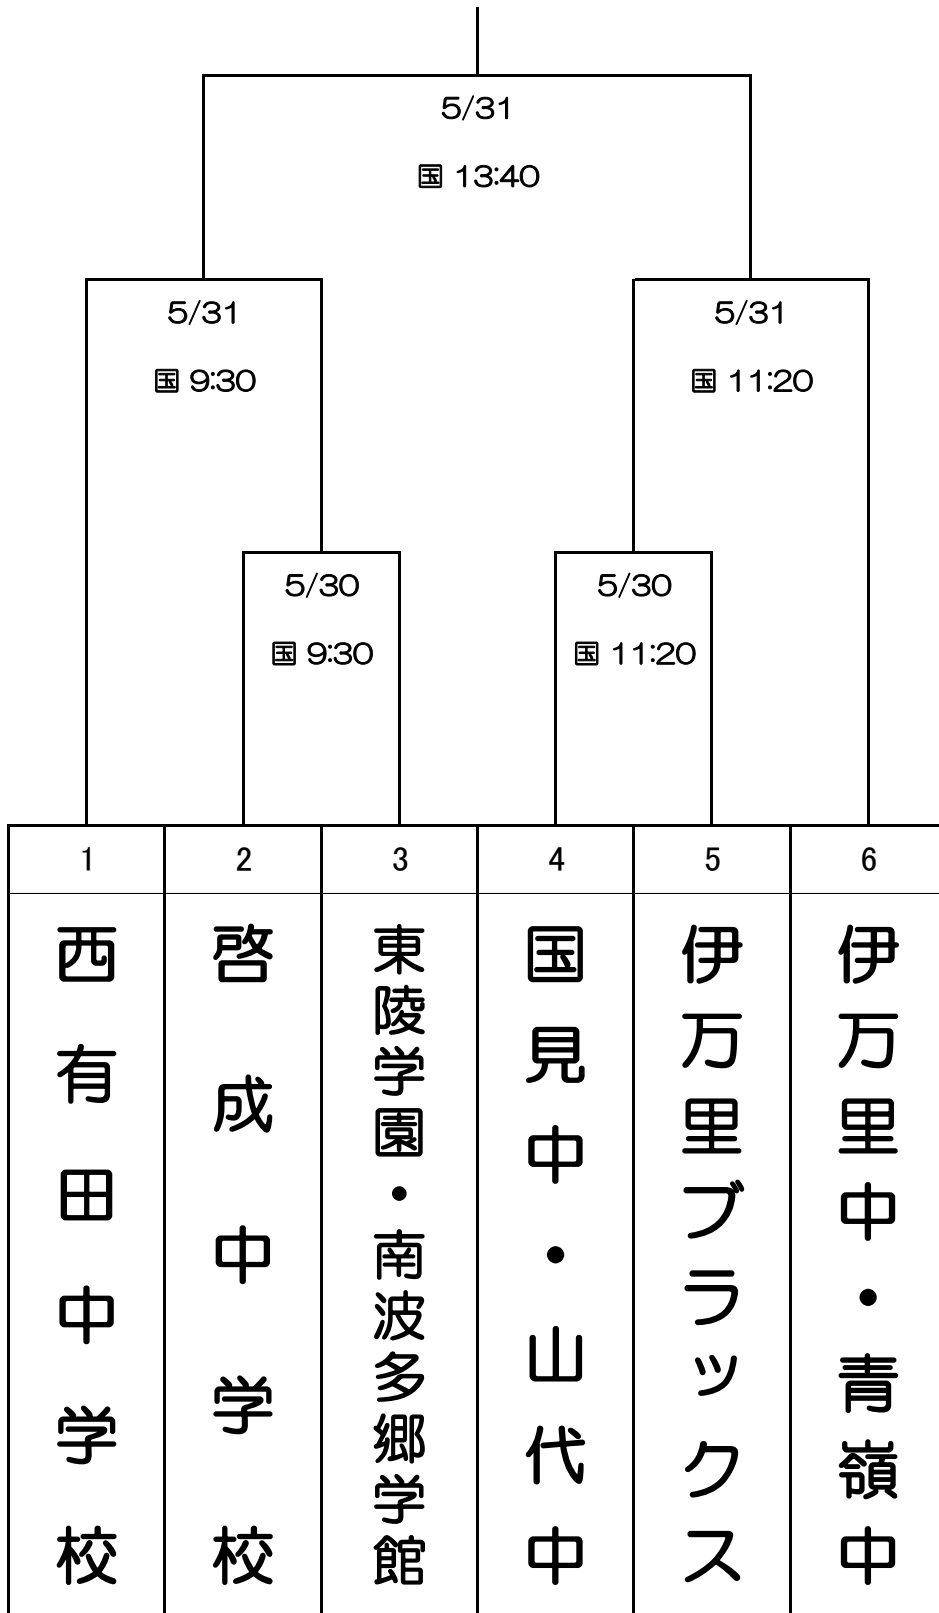 5/31
国 13:40
5/31
国 9:30
5/31
国 11:20
5/30
国 9:30
5/30
国 11:20
1
2
3
4
5
6
西有田中学校
啓成中学校
東陵学園・南波多郷学館
国見中・山代中
伊万里ブラックス
伊万里中・青嶺中